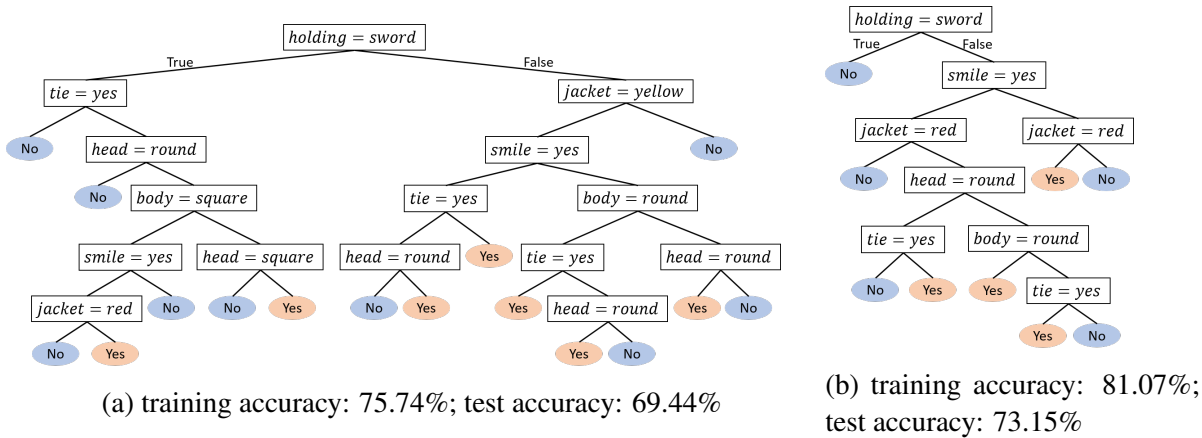 holding = sword
True
False
tie = yes
jacket = yellow
No
head = round
smile = yes
No
No
body = square
tie = yes
body = round
smile = yes
head = square
head = round
Yes
tie = yes
head = round
jacket = red
No
No
Yes
No
Yes
Yes
head = round
Yes
No
No
Yes
Yes
No
(a) training accuracy: 75.74%; test accuracy: 69.44%
holding = sword
True
False
No
smile = yes
jacket = red
jacket = red
No
head = round
Yes
No
tie = yes
body = round
No
Yes
Yes
tie = yes
Yes
No
(b) training accuracy: 81.07%;
test accuracy: 73.15%